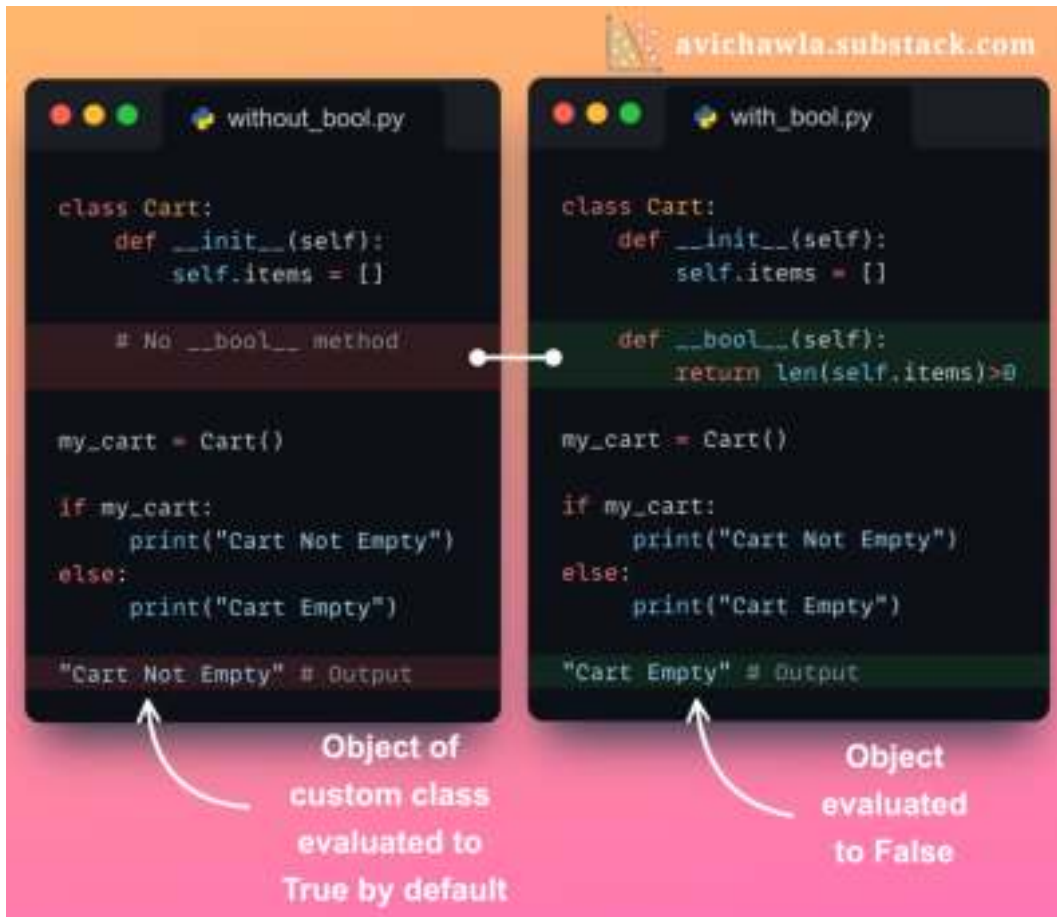 avichawla.substack.com
without_bool.py
class Cart:
    def __init__(self):
        self.items = []
    # No __bool__ method
my_cart = Cart()
if my_cart:
     print("Cart Not Empty")
else:
     print("Cart Empty")
"Cart Not Empty" # Output
Object of
custom class
evaluated to
True by default
with_bool.py
class Cart:
    def __init__(self):
        self.items = []
    def __bool__(self):
        return len(self.items)>0
my_cart = Cart()
if my_cart:
     print("Cart Not Empty")
else:
     print("Cart Empty")
"Cart Empty" # Output
Object
evaluated
to False